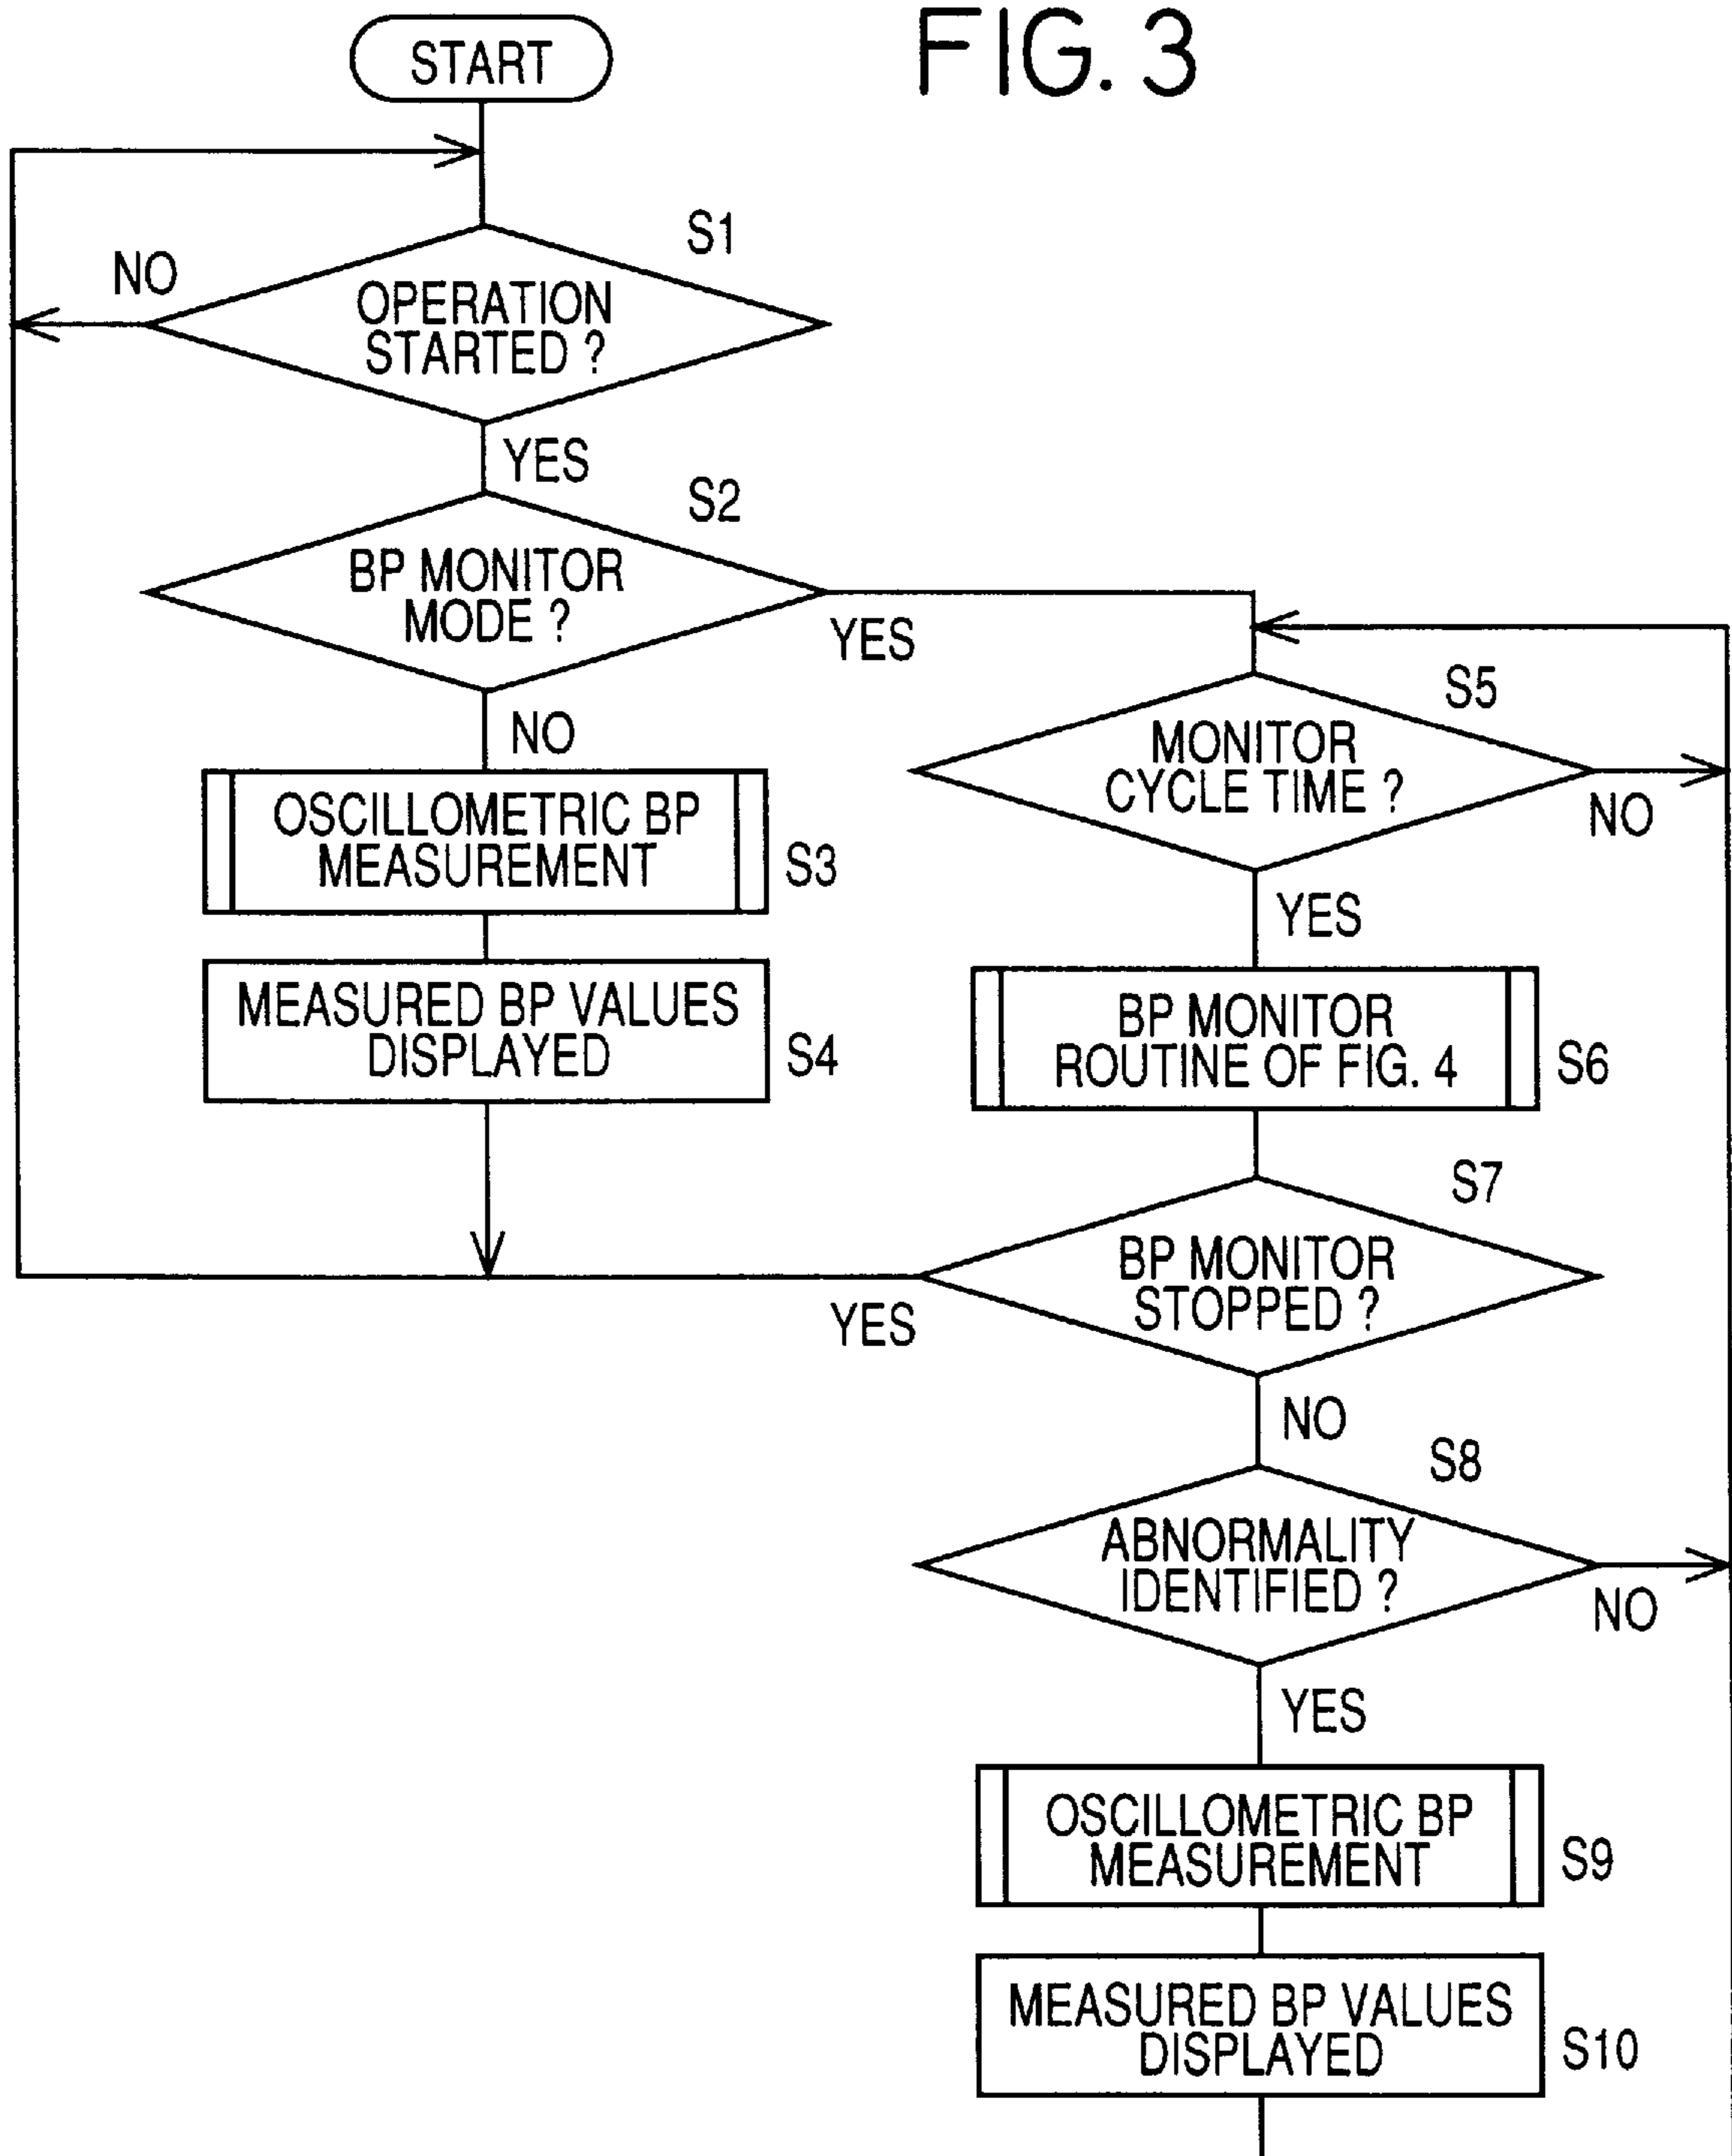 FIG. 3
START
S1
NO
OPERATION
STARTED ?
YES
S2
BP MONITOR
MODE ?
YES
NO
OSCILLOMETRIC BP
MEASUREMENT
S3
MEASURED BP VALUES
DISPLAYED
S4
S5
MONITOR
CYCLE TIME ?
NO
YES
BP MONITOR
ROUTINE OF FIG. 4
S6
S7
BP MONITOR
STOPPED ?
YES
NO
S8
ABNORMALITY
IDENTIFIED ?
NO
YES
OSCILLOMETRIC BP
MEASUREMENT
S9
MEASURED BP VALUES
DISPLAYED
S10